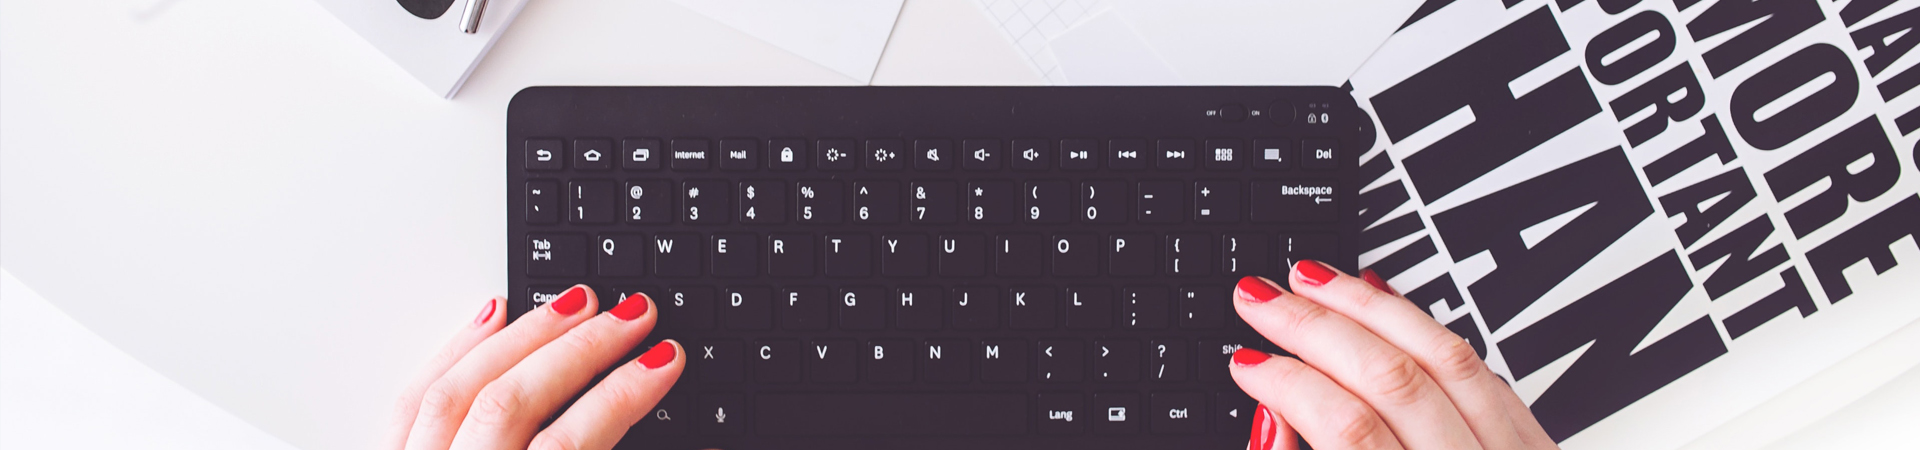 OFF ON
Internet Mail Del
~ ! @ # $ % ^ & * ( ) _ + Backspace
` 1 2 3 4 5 6 7 8 9 0 - =
Tab Q W E R T Y U I O P { } ¦
[ ] \
Caps A S D F G H J K L : "
; '
X C V B N M < > ? Shift
, . /
Lang Ctrl
HAN
PORTANT
MORE